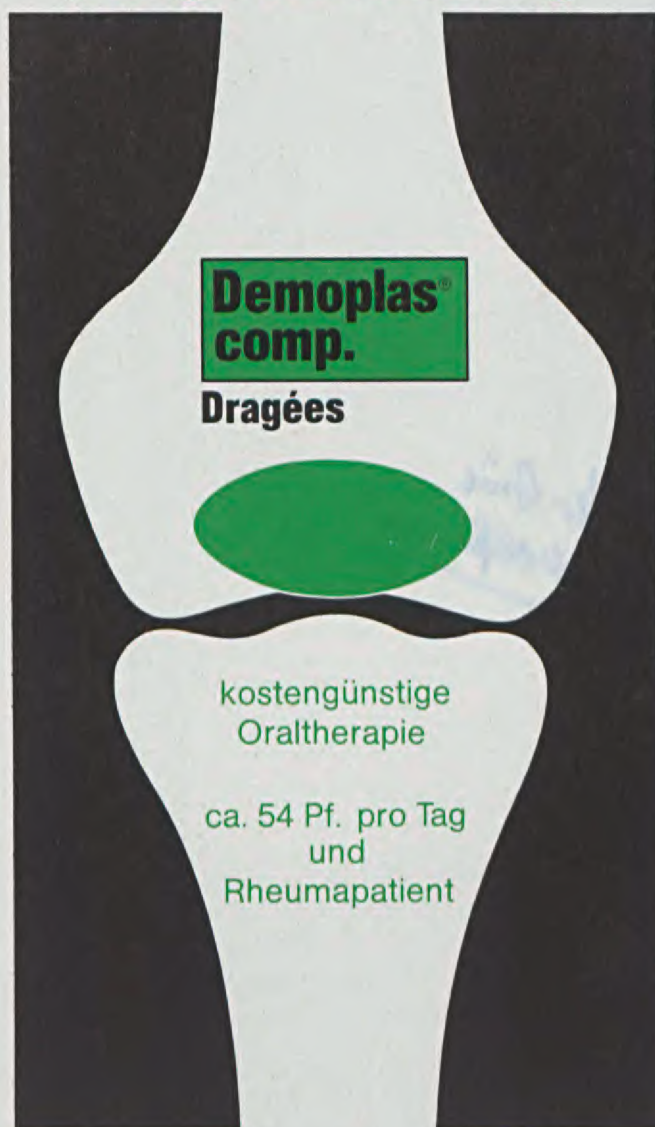 Demoplas®
comp.
Dragées
kostengünstige
Oraltherapie
ca. 54 Pf. pro Tag
und
Rheumapatient